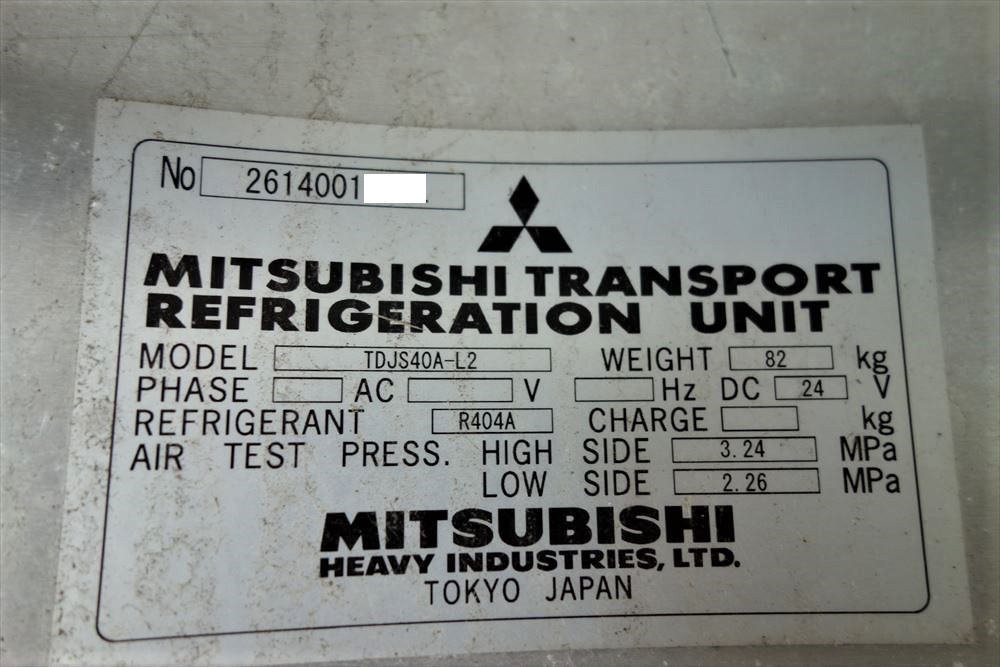 No 2614001
MITSUBISHI TRANSPORT
REFRIGERATION UNIT
MODEL TDJS40A-L2 WEIGHT 82 kg
PHASE AC V Hz DC 24 V
REFRIGERANT R404A CHARGE kg
AIR TEST PRESS. HIGH SIDE 3.24 MPa
LOW SIDE 2.26 MPa
MITSUBISHI
HEAVY INDUSTRIES, LTD.
TOKYO JAPAN